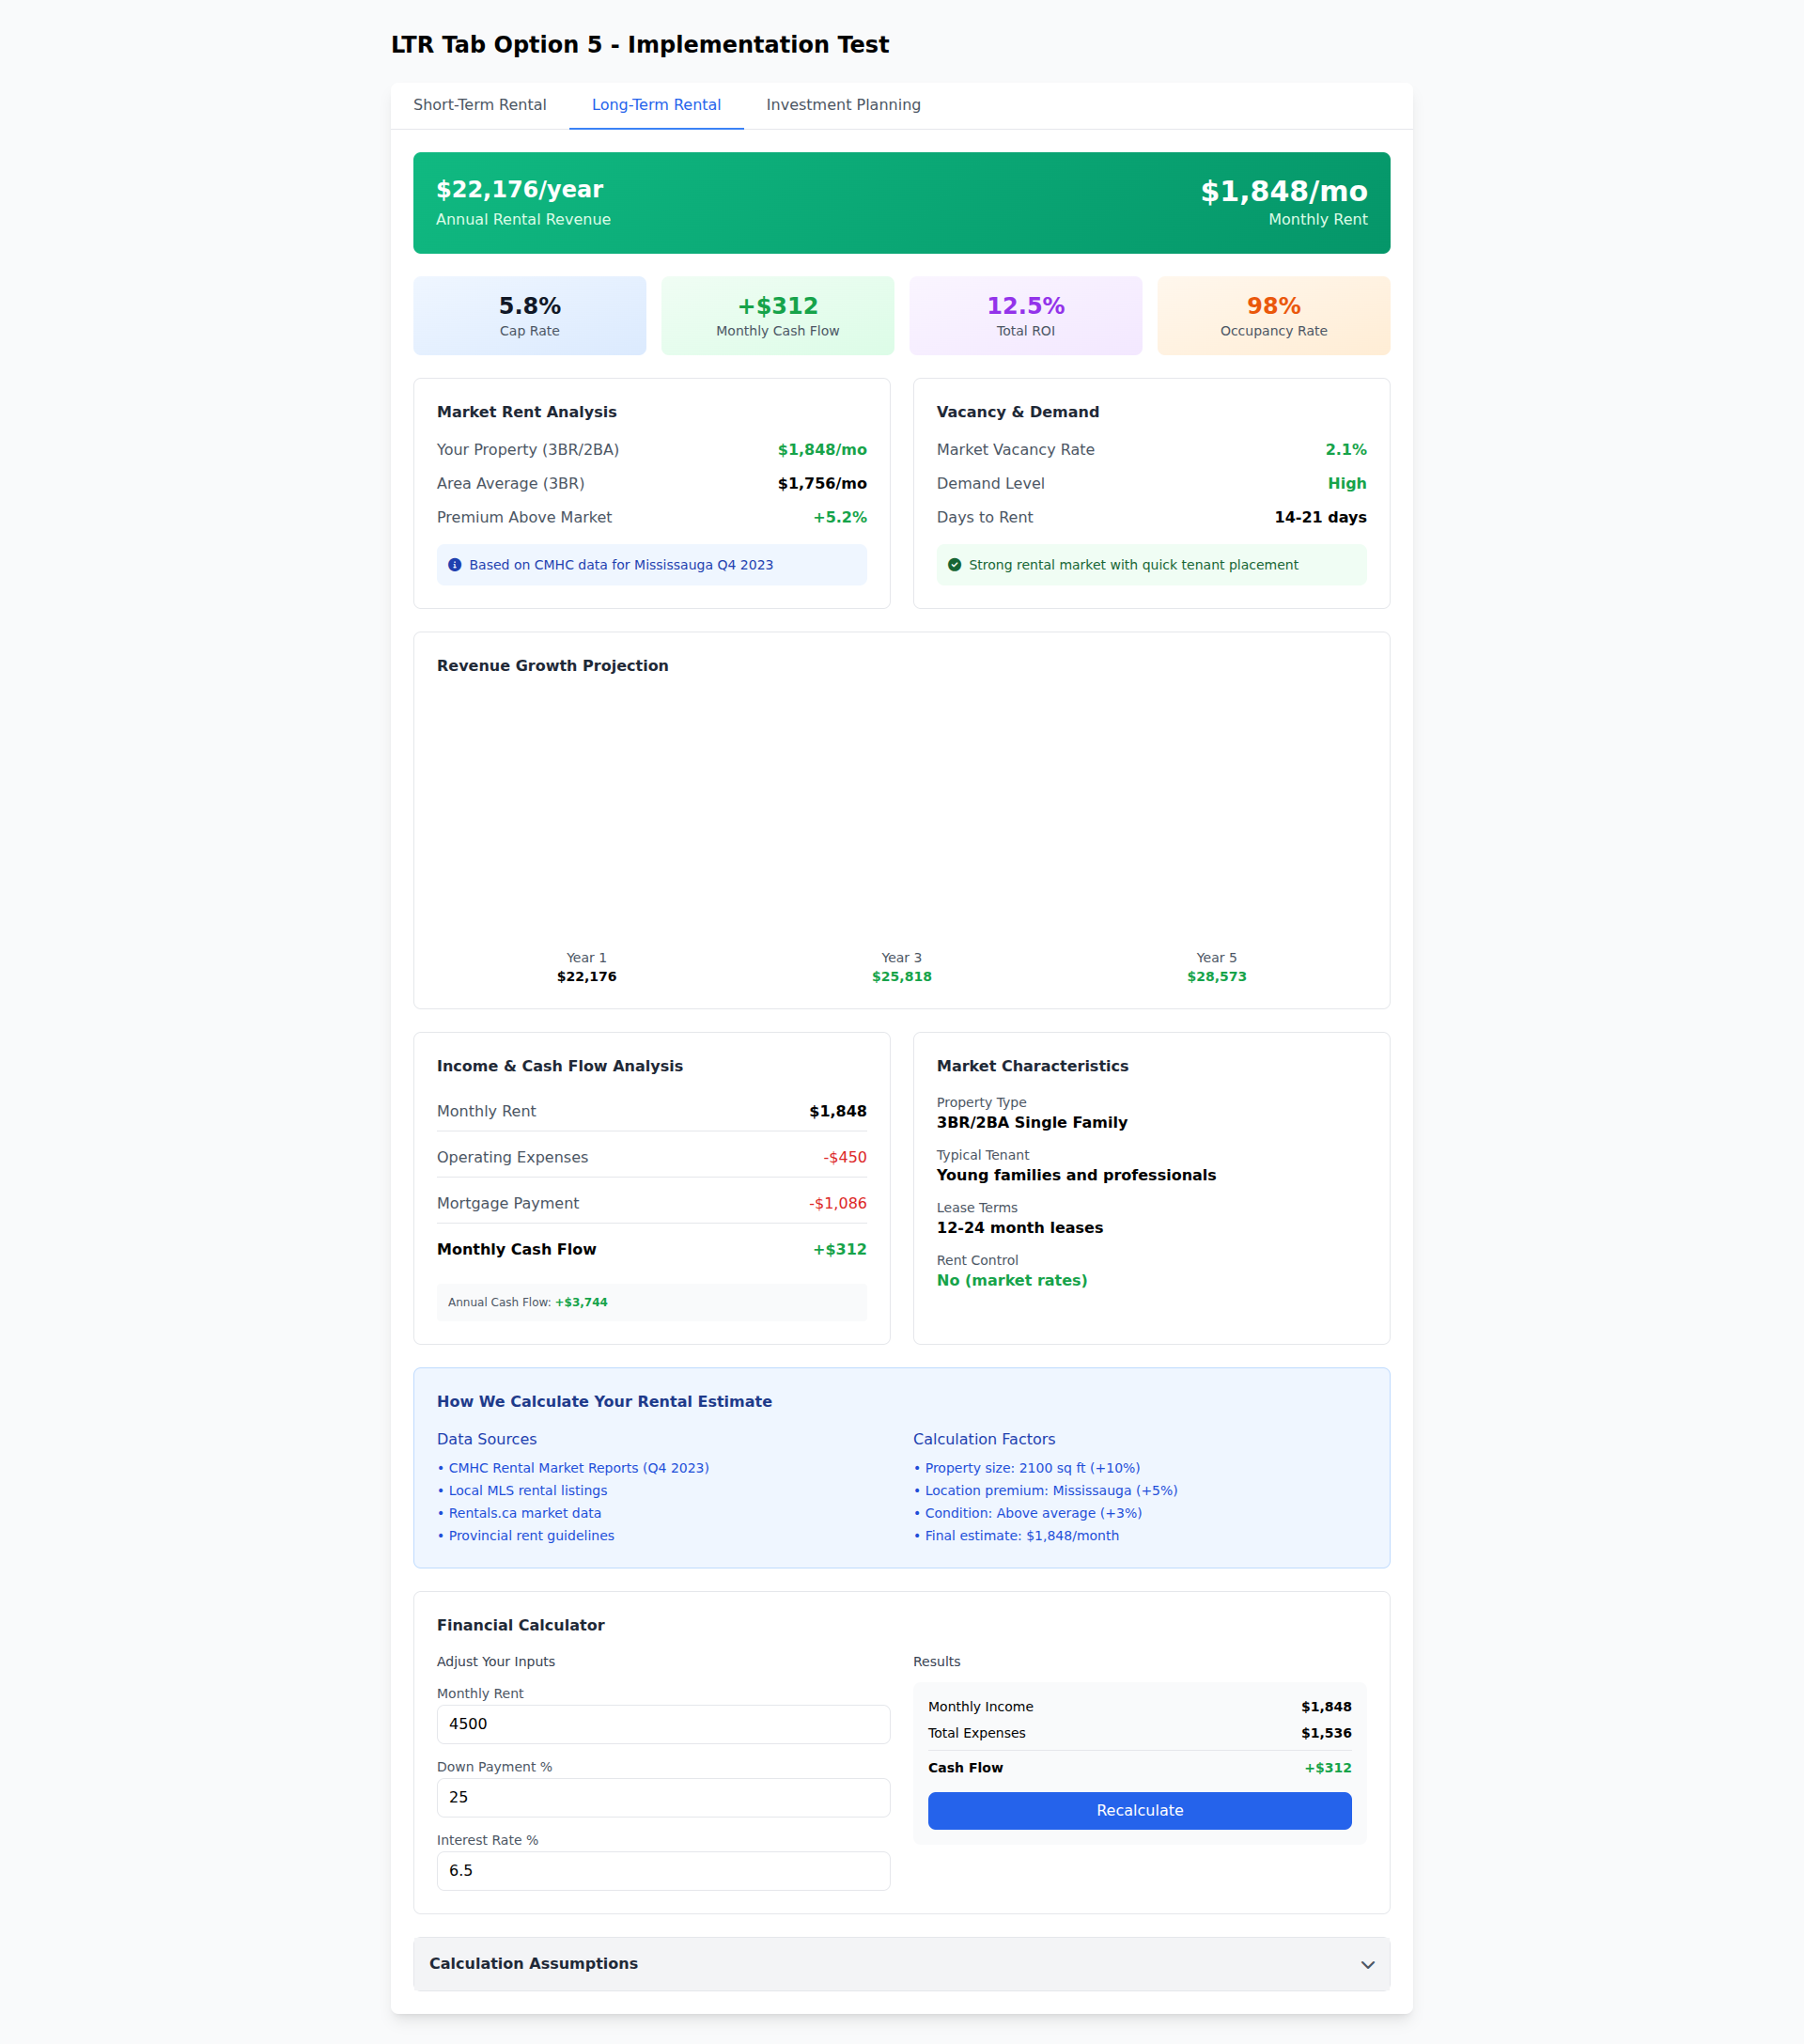 LTR Tab Option 5 - Implementation Test
Short-Term Rental Long-Term Rental Investment Planning
$22,176/year
Annual Rental Revenue
$1,848/mo
Monthly Rent
5.8%
Cap Rate
+$312
Monthly Cash Flow
12.5%
Total ROI
98%
Occupancy Rate
Market Rent Analysis
Your Property (3BR/2BA) $1,848/mo
Area Average (3BR) $1,756/mo
Premium Above Market +5.2%
Based on CMHC data for Mississauga Q4 2023
Vacancy & Demand
Market Vacancy Rate 2.1%
Demand Level High
Days to Rent 14-21 days
Strong rental market with quick tenant placement
Revenue Growth Projection
Year 1
$22,176
Year 3
$25,818
Year 5
$28,573
Income & Cash Flow Analysis
Monthly Rent $1,848
Operating Expenses -$450
Mortgage Payment -$1,086
Monthly Cash Flow +$312
Annual Cash Flow: +$3,744
Market Characteristics
Property Type
3BR/2BA Single Family
Typical Tenant
Young families and professionals
Lease Terms
12-24 month leases
Rent Control
No (market rates)
How We Calculate Your Rental Estimate
Data Sources
• CMHC Rental Market Reports (Q4 2023)
• Local MLS rental listings
• Rentals.ca market data
• Provincial rent guidelines
Calculation Factors
• Property size: 2100 sq ft (+10%)
• Location premium: Mississauga (+5%)
• Condition: Above average (+3%)
• Final estimate: $1,848/month
Financial Calculator
Adjust Your Inputs
Monthly Rent
4500
Down Payment %
25
Interest Rate %
6.5
Results
Monthly Income $1,848
Total Expenses $1,536
Cash Flow +$312
Recalculate
Calculation Assumptions